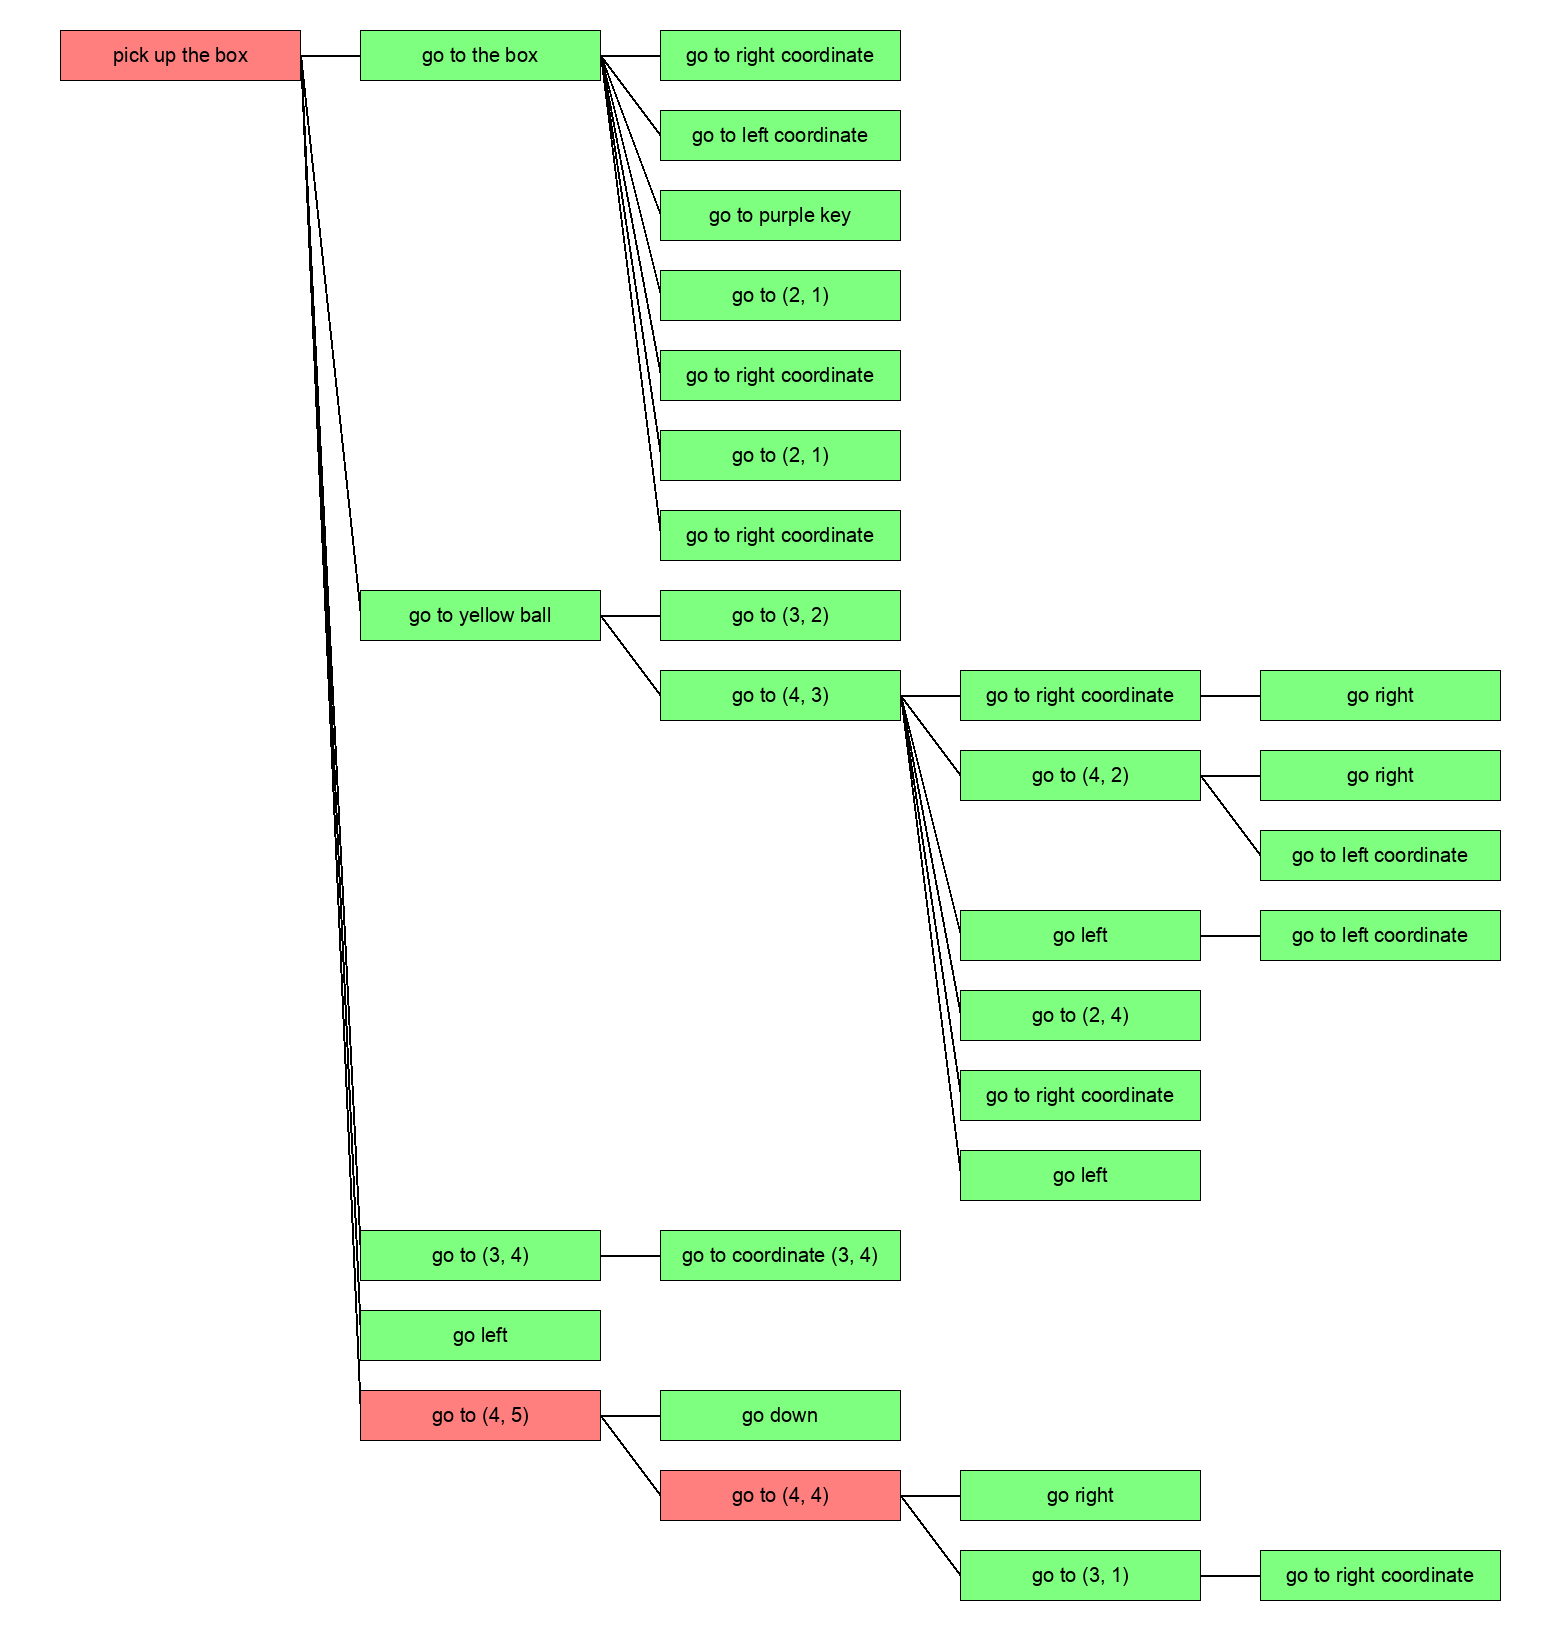 pick up the box
go to the box
go to right coordinate
go to left coordinate
go to purple key
go to (2, 1)
go to right coordinate
go to (2, 1)
go to right coordinate
go to yellow ball
go to (3, 2)
go to (4, 3)
go to right coordinate
go right
go to (4, 2)
go right
go to left coordinate
go left
go to left coordinate
go to (2, 4)
go to right coordinate
go left
go to (3, 4)
go to coordinate (3, 4)
go left
go to (4, 5)
go down
go to (4, 4)
go right
go to (3, 1)
go to right coordinate